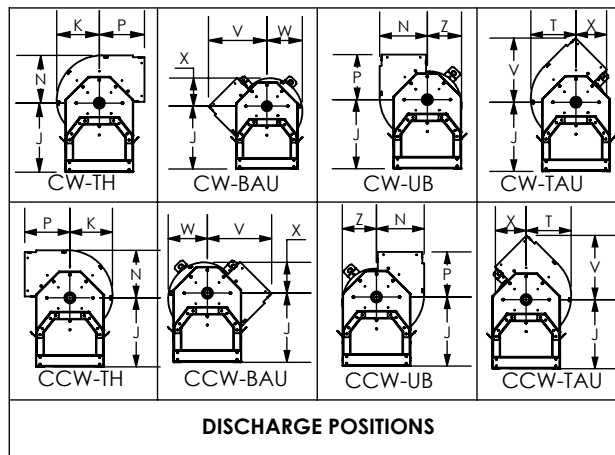 K P
N
J
CW-TH
V W
X
J
CW-BAU
N Z
P
J
CW-UB
T X
V
J
CW-TAU
P K
N
J
CCW-TH
W V
X
J
CCW-BAU
Z N
P
J
CCW-UB
X T
V
J
CCW-TAU
DISCHARGE POSITIONS